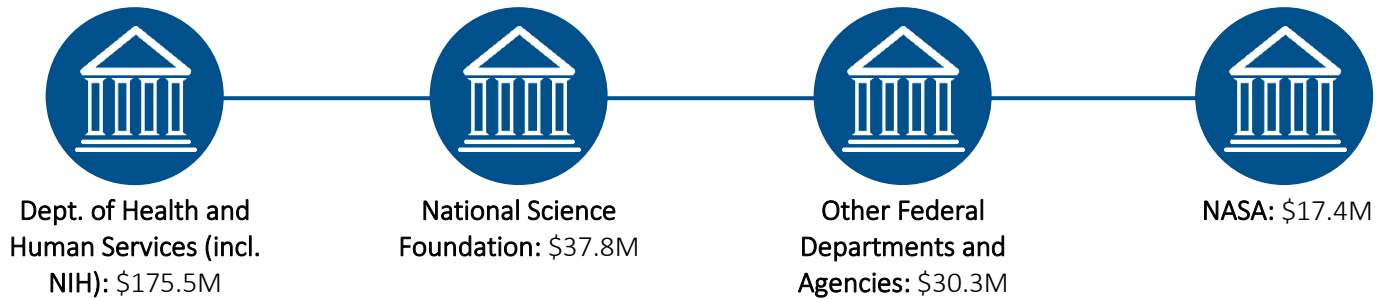 Dept. of Health and
Human Services (incl.
NIH): $175.5M
National Science
Foundation: $37.8M
Other Federal
Departments and
Agencies: $30.3M
NASA: $17.4M